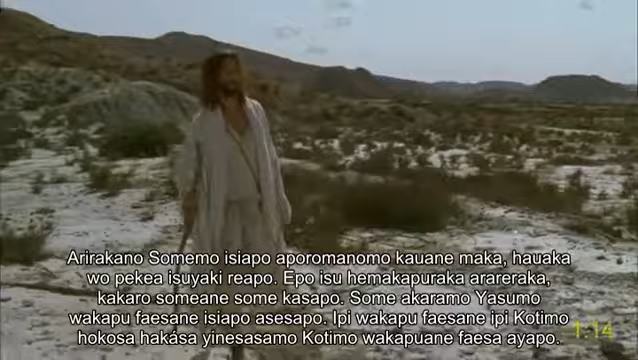 Arirakano Somemo isiapo aporomanomo kauane maka, hauaka
wo pekea isuyaki reapo. Epo isu hemakapuraka arareraka,
kakaro someane some kasapo. Some akaramo Yasumo
wakapu faesane isiapo asesapo. Ipi wakapu faesane ipi Kotimo
hokosa hakása yinesasamo Kotimo wakapuane faesa ayapo.
1:14